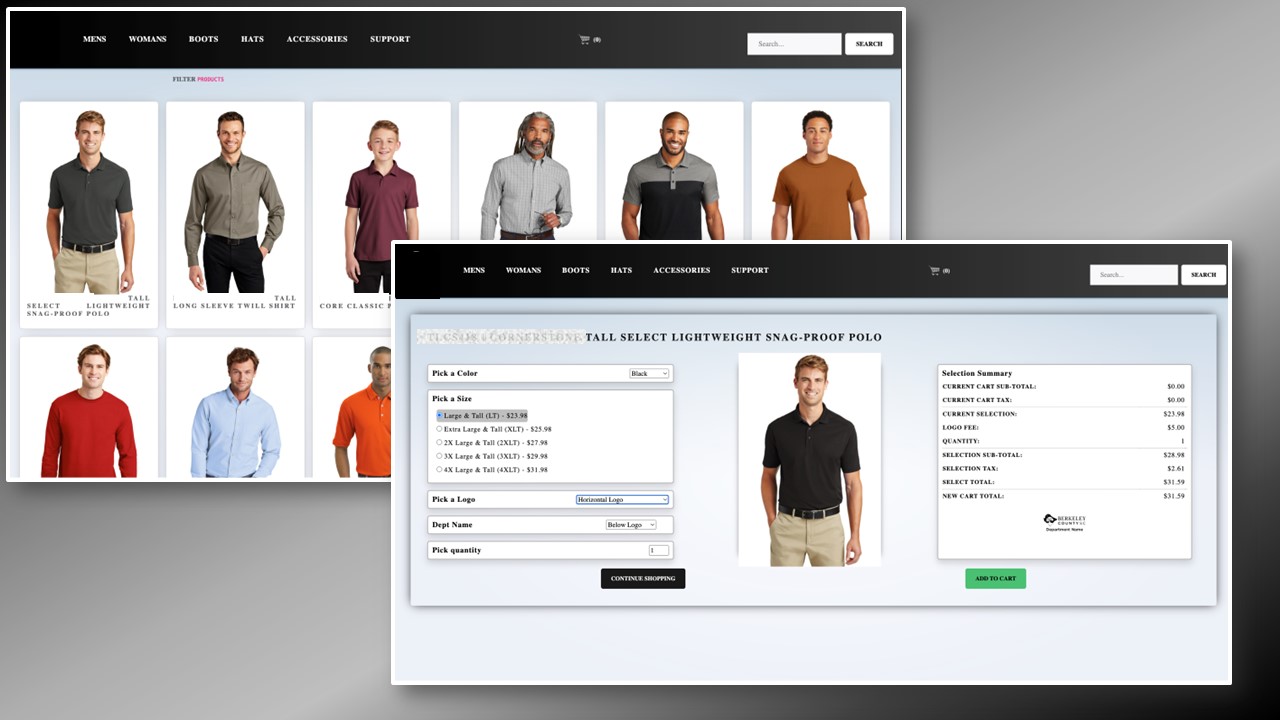 MENS WOMANS BOOTS HATS ACCESSORIES SUPPORT (0) Search... SEARCH
FILTER PRODUCTS
TALL
SELECT LIGHTWEIGHT
SNAG-PROOF POLO
TALL
LONG SLEEVE TWILL SHIRT
CORE CLASSIC
MENS WOMANS BOOTS HATS ACCESSORIES SUPPORT (0) Search... SEARCH
TALL SELECT LIGHTWEIGHT SNAG-PROOF POLO
Pick a Color Black
Pick a Size
Large & Tall (LT) - $23.98
Extra Large & Tall (XLT) - $25.98
2X Large & Tall (2XLT) - $27.98
3X Large & Tall (3XLT) - $29.98
4X Large & Tall (4XLT) - $31.98
Pick a Logo Horizontal Logo
Dept Name Below Logo
Pick quantity 1
CONTINUE SHOPPING
Selection Summary
CURRENT CART SUB-TOTAL: $0.00
CURRENT CART TAX: $0.00
CURRENT SELECTION: $23.98
LOGO FEE: $5.00
QUANTITY: 1
SELECTION SUB-TOTAL: $28.98
SELECTION TAX: $2.61
SELECT TOTAL: $31.59
NEW CART TOTAL: $31.59
BERKELEY
COUNTY SC
Department Name
ADD TO CART